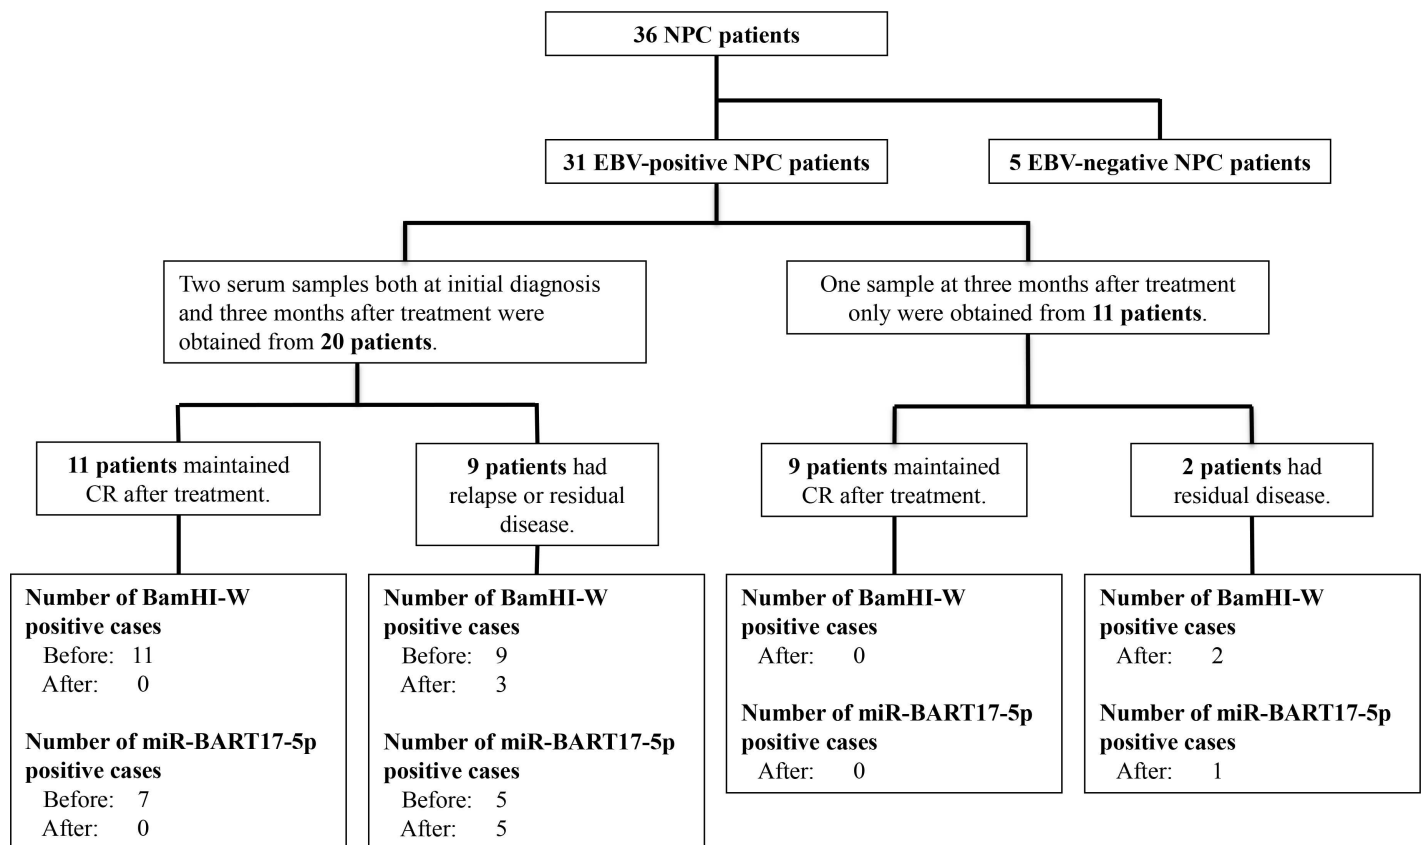 36 NPC patients
31 EBV-positive NPC patients
5 EBV-negative NPC patients
Two serum samples both at initial diagnosis
and three months after treatment were
obtained from 20 patients.
One sample at three months after treatment
only were obtained from 11 patients.
11 patients maintained
CR after treatment.
9 patients had
relapse or residual
disease.
9 patients maintained
CR after treatment.
2 patients had
residual disease.
Number of BamHI-W
positive cases
Before: 11
After: 0
Number of miR-BART17-5p
positive cases
Before: 7
After: 0
Number of BamHI-W
positive cases
Before: 9
After: 3
Number of miR-BART17-5p
positive cases
Before: 5
After: 5
Number of BamHI-W
positive cases
After: 0
Number of miR-BART17-5p
positive cases
After: 0
Number of BamHI-W
positive cases
After: 2
Number of miR-BART17-5p
positive cases
After: 1